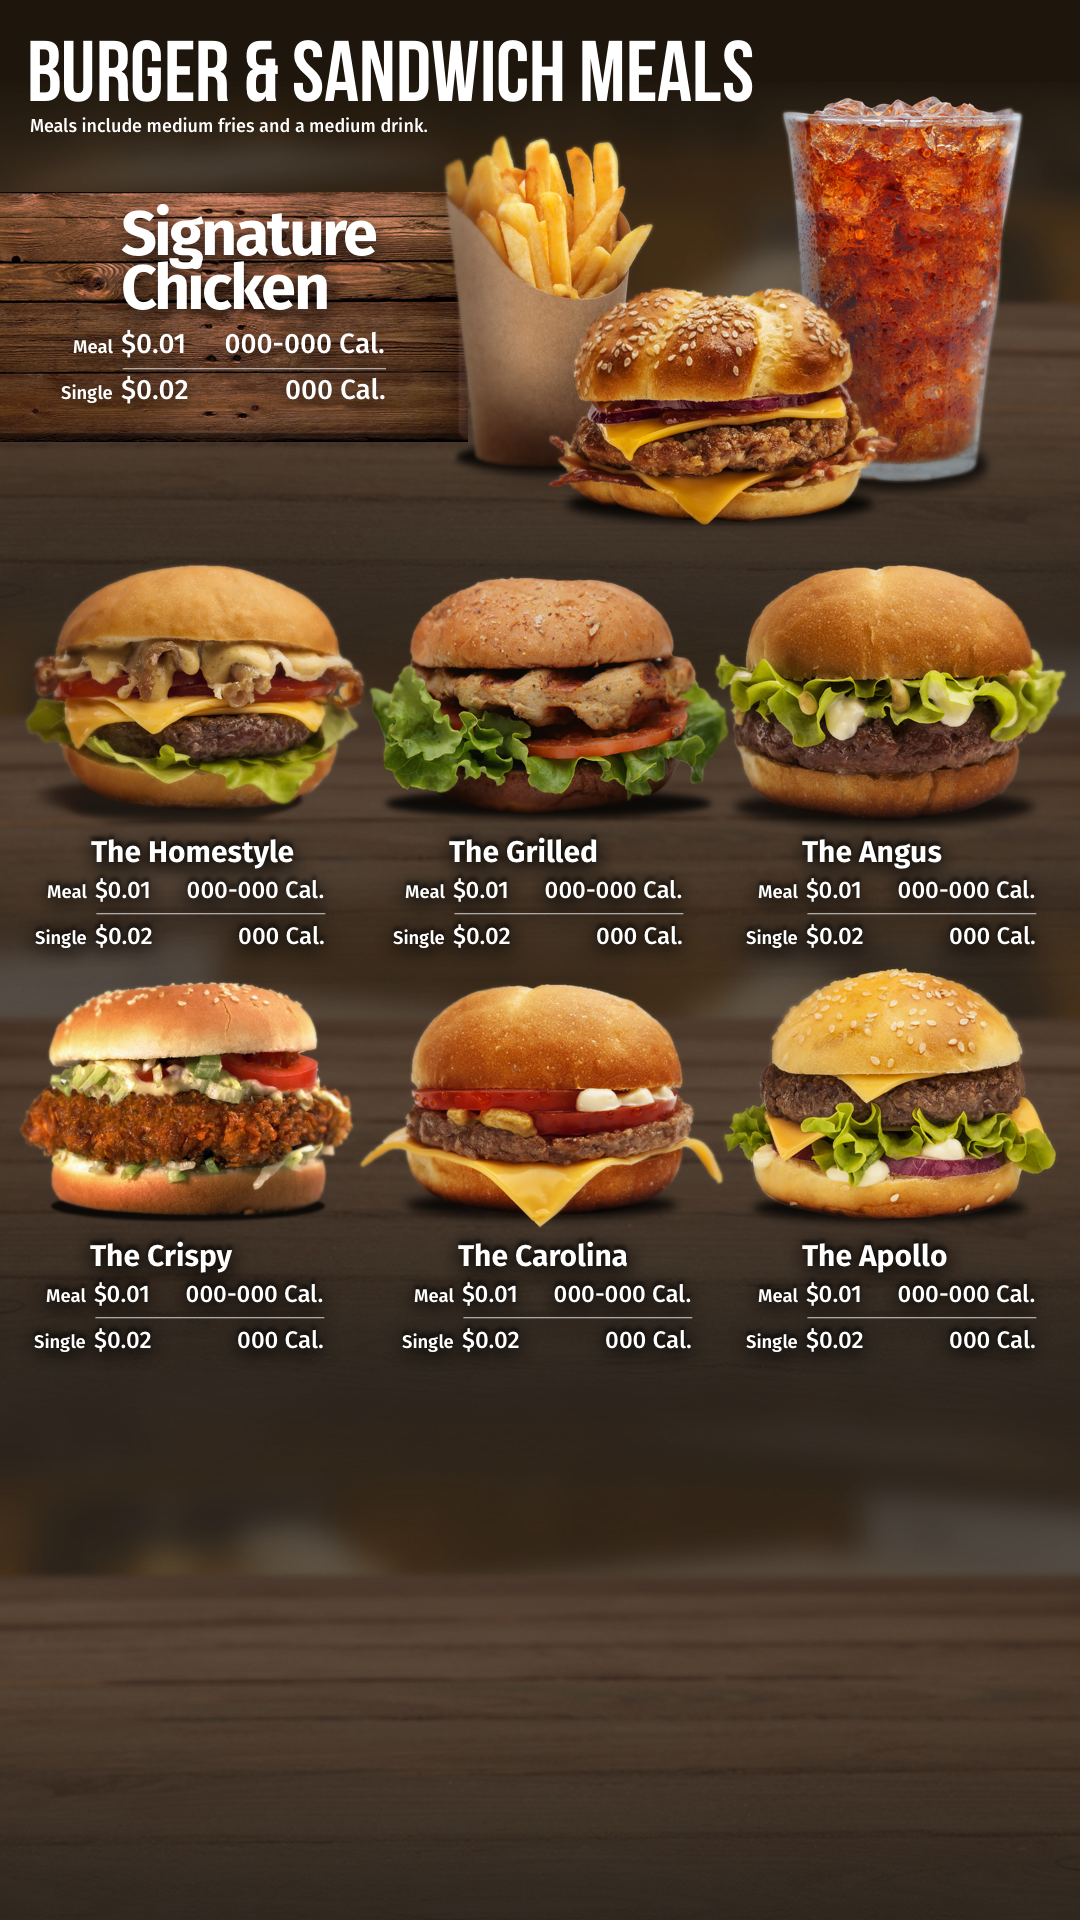 BURGER & SANDWICH MEALS
Meals include medium fries and a medium drink.
Signature
Chicken
Meal $0.01 000-000 Cal.
Single $0.02 000 Cal.
The Homestyle
Meal $0.01 000-000 Cal.
Single $0.02 000 Cal.
The Grilled
Meal $0.01 000-000 Cal.
Single $0.02 000 Cal.
The Angus
Meal $0.01 000-000 Cal.
Single $0.02 000 Cal.
The Crispy
Meal $0.01 000-000 Cal.
Single $0.02 000 Cal.
The Carolina
Meal $0.01 000-000 Cal.
Single $0.02 000 Cal.
The Apollo
Meal $0.01 000-000 Cal.
Single $0.02 000 Cal.